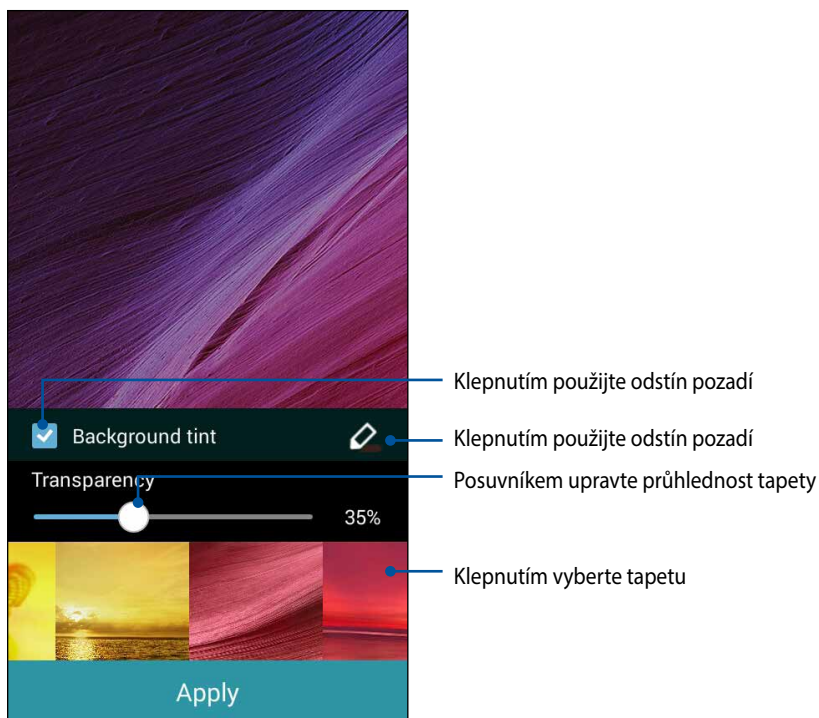 Klepnutím použijte odstín pozadí
Background tint
Klepnutím použijte odstín pozadí
Transparency
Posuvníkem upravte průhlednost tapety
35%
Klepnutím vyberte tapetu
Apply